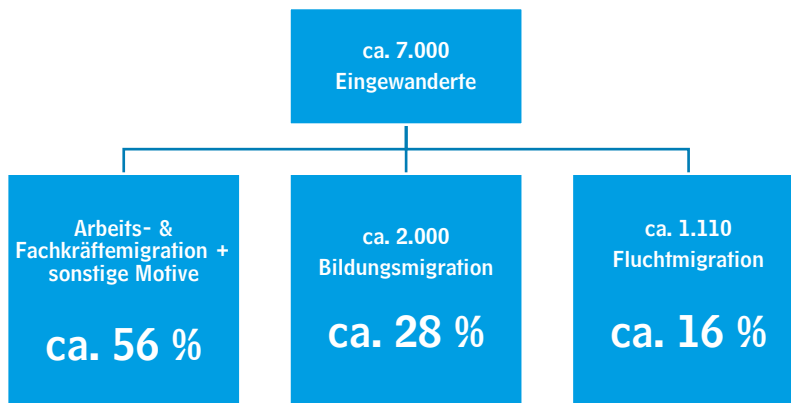 ca. 7.000
Eingewanderte
Arbeits- &
Fachkräftemigration +
sonstige Motive
ca. 56 %
ca. 2.000
Bildungsmigration
ca. 28 %
ca. 1.110
Fluchtmigration
ca. 16 %